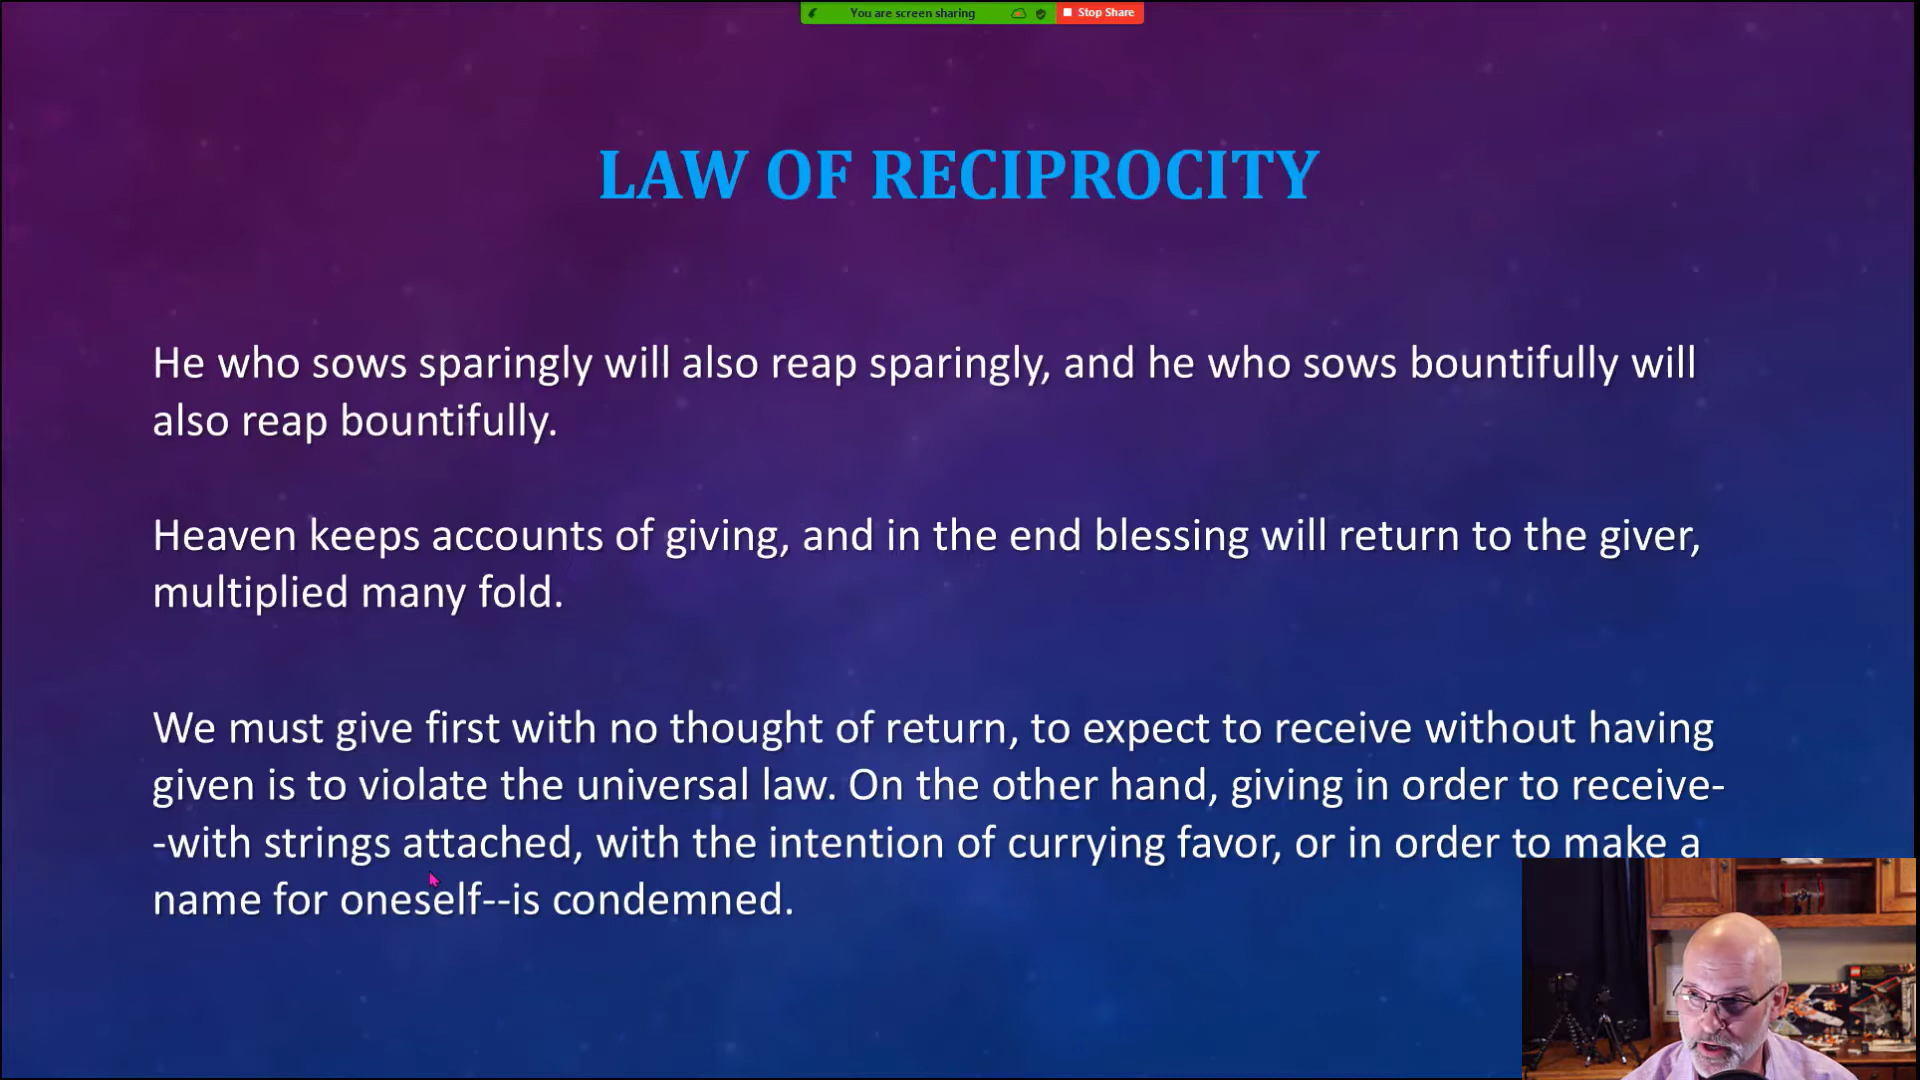 You are screen sharing
Stop Share
LAW OF RECIPROCITY
He who sows sparingly will also reap sparingly, and he who sows bountifully will
also reap bountifully.
Heaven keeps accounts of giving, and in the end blessing will return to the giver,
multiplied many fold.
We must give first with no thought of return, to expect to receive without having
given is to violate the universal law. On the other hand, giving in order to receive-
-with strings attached, with the intention of currying favor, or in order to make a
name for oneself--is condemned.